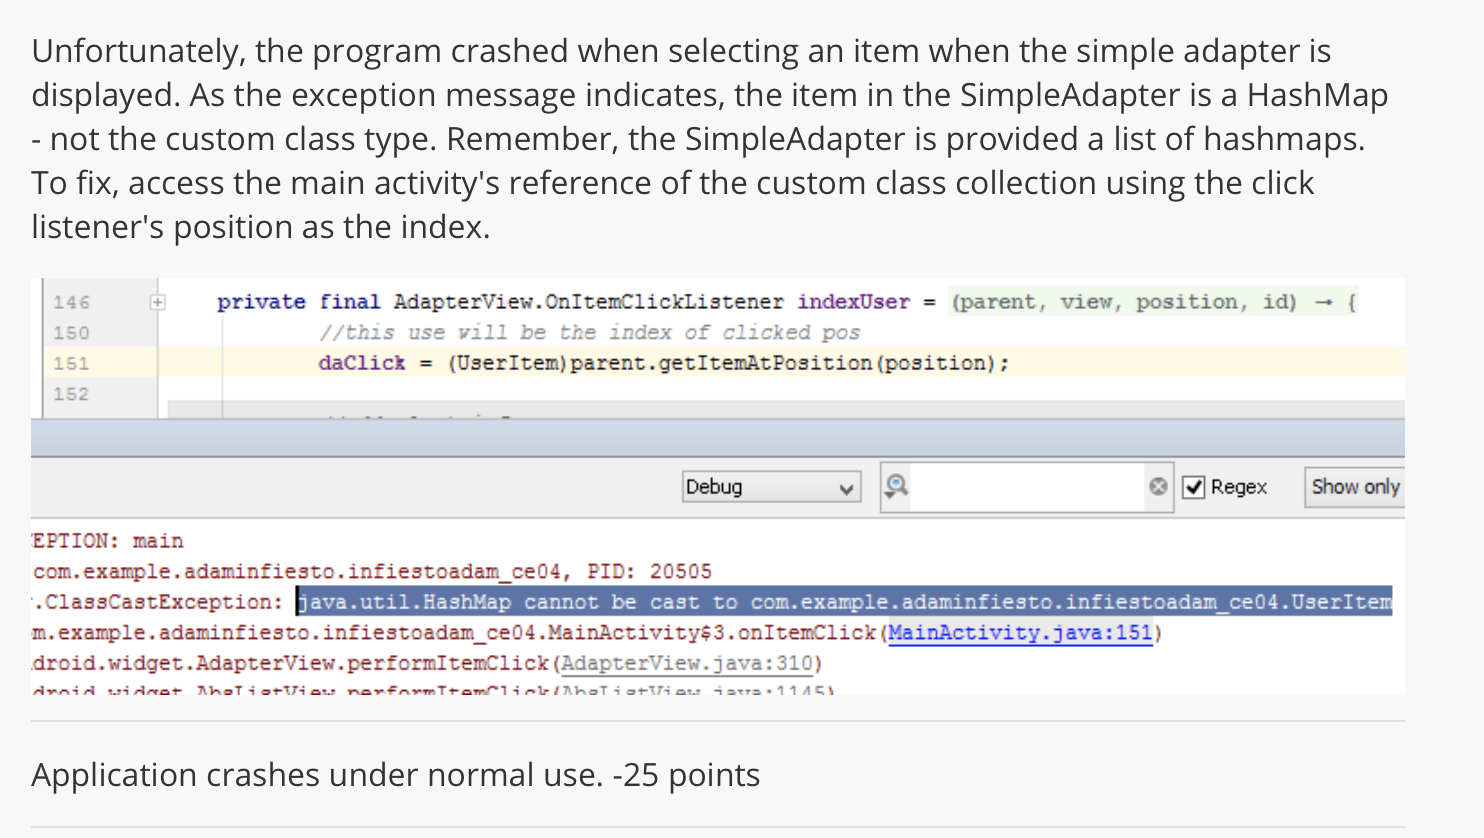 Unfortunately, the program crashed when selecting an item when the simple adapter is
displayed. As the exception message indicates, the item in the SimpleAdapter is a HashMap
- not the custom class type. Remember, the SimpleAdapter is provided a list of hashmaps.
To fix, access the main activity's reference of the custom class collection using the click
listener's position as the index.
146 private final AdapterView.OnItemClickListener indexUser = (parent, view, position, id) → {
150 //this use will be the index of clicked pos
151 daClick = (UserItem)parent.getItemAtPosition(position);
152
Debug Regex Show only
EPTION: main
com.example.adaminfiesto.infiestoadam_ce04, PID: 20505
.ClassCastException: java.util.HashMap cannot be cast to com.example.adaminfiesto.infiestoadam_ce04.UserItem
m.example.adaminfiesto.infiestoadam_ce04.MainActivity$3.onItemClick(MainActivity.java:151)
droid.widget.AdapterView.performItemClick(AdapterView.java:310)
droid.widget.AbsListView.performItemClick(AbsListView.java:1145)
Application crashes under normal use. -25 points